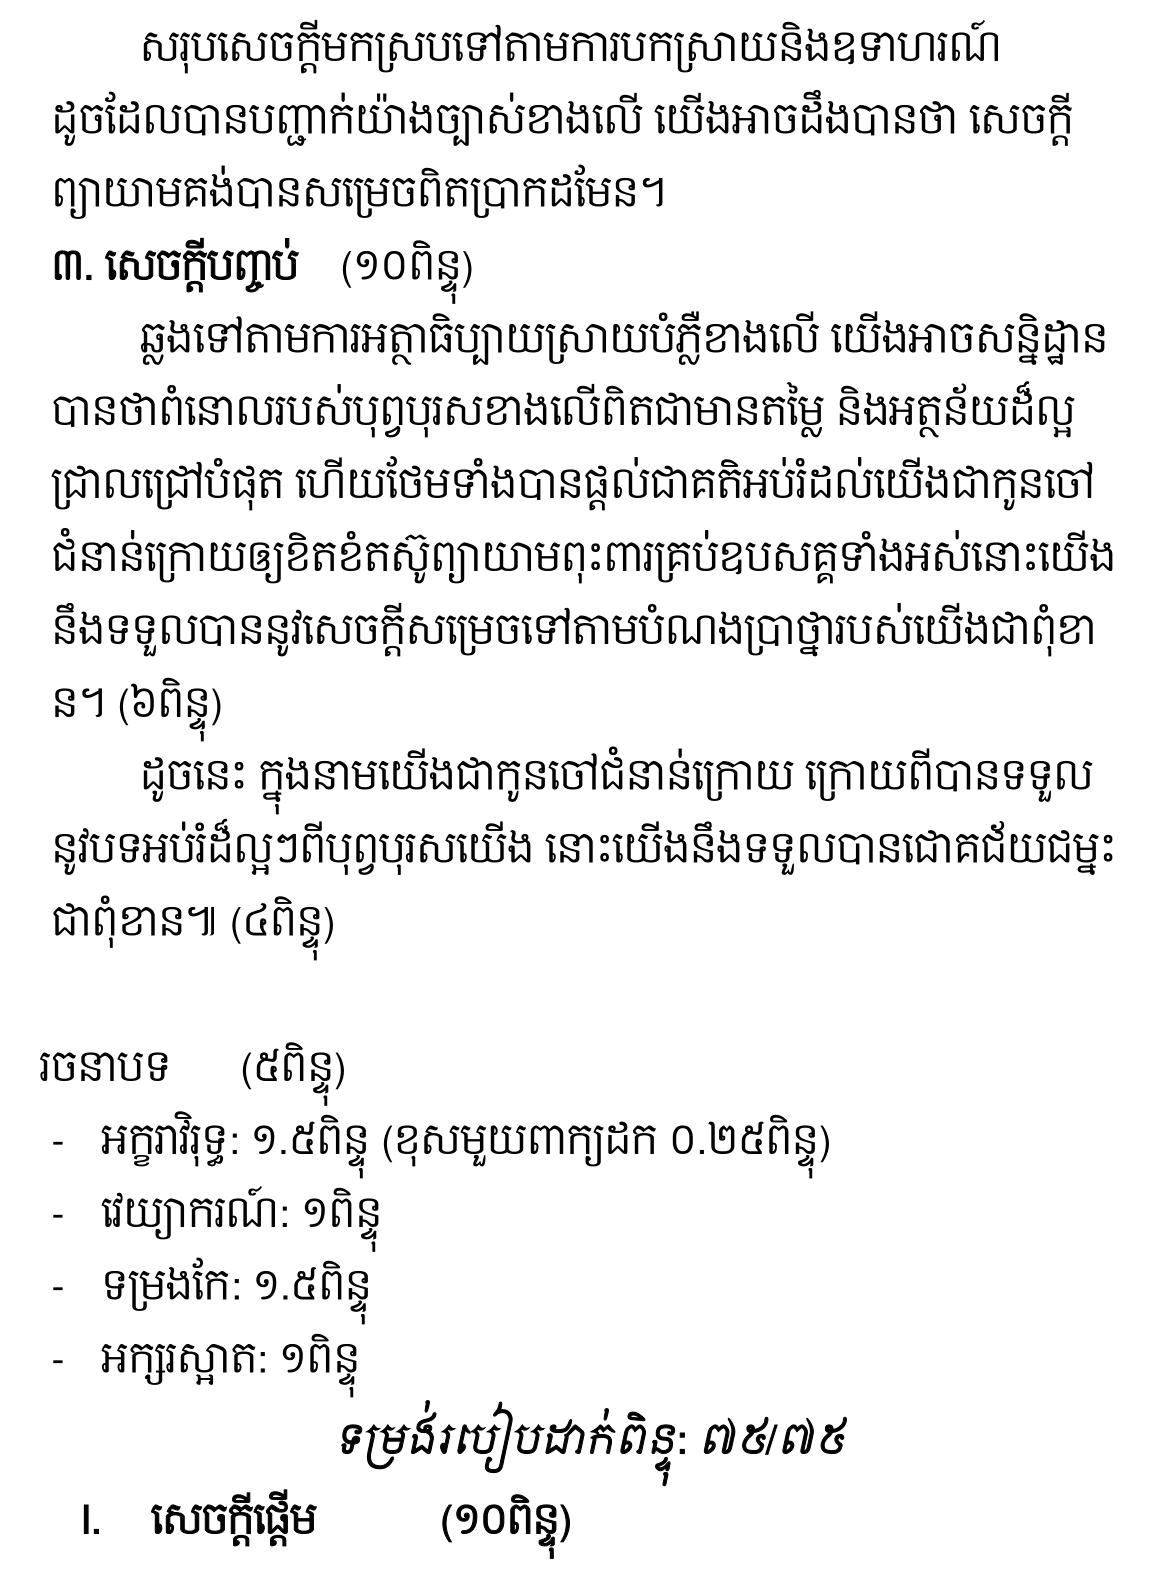 សរុបសេចក្ដីមកស្របទៅតាមការបកស្រាយនិងឧទាហរណ៍
ដូចដែលបានបញ្ជាក់យ៉ាងច្បាស់ខាងលើ យើងអាចដឹងបានថា សេចក្ដី
ព្យាយាមគង់បានសម្រេចពិតប្រាកដមែន។
៣. សេចក្ដីបញ្ចប់ (១០ពិន្ទុ)
ឆ្លងទៅតាមការអត្ថាធិប្បាយស្រាយបំភ្លឺខាងលើ យើងអាចសន្និដ្ឋាន
បានថាពំនោលរបស់បុព្វបុរសខាងលើពិតជាមានតម្លៃ និងអត្ថន័យដ៏ល្អ
ជ្រាលជ្រៅបំផុត ហើយថែមទាំងបានផ្ដល់ជាគតិអប់រំដល់យើងជាកូនចៅ
ជំនាន់ក្រោយឲ្យខិតខំតស៊ូព្យាយាមពុះពារគ្រប់ឧបសគ្គទាំងអស់នោះយើង
នឹងទទួលបាននូវសេចក្ដីសម្រេចទៅតាមបំណងប្រាថ្នារបស់យើងជាពុំខា
ន។ (៦ពិន្ទុ)
ដូចនេះ ក្នុងនាមយើងជាកូនចៅជំនាន់ក្រោយ ក្រោយពីបានទទួល
នូវបទអប់រំដ៏ល្អៗពីបុព្វបុរសយើង នោះយើងនឹងទទួលបានជោគជ័យជម្នះ
ជាពុំខាន៕ (៤ពិន្ទុ)
រចនាបទ (៥ពិន្ទុ)
- អក្ខរាវិរុទ្ធ: ១.៥ពិន្ទុ (ខុសមួយពាក្យដក ០.២៥ពិន្ទុ)
- វេយ្យាករណ៍: ១ពិន្ទុ
- ទម្រងកែ: ១.៥ពិន្ទុ
- អក្សរស្អាត: ១ពិន្ទុ
ទម្រង់របៀបដាក់ពិន្ទុ: ៧៥/៧៥
I. សេចក្ដីផ្ដើម (១០ពិន្ទុ)